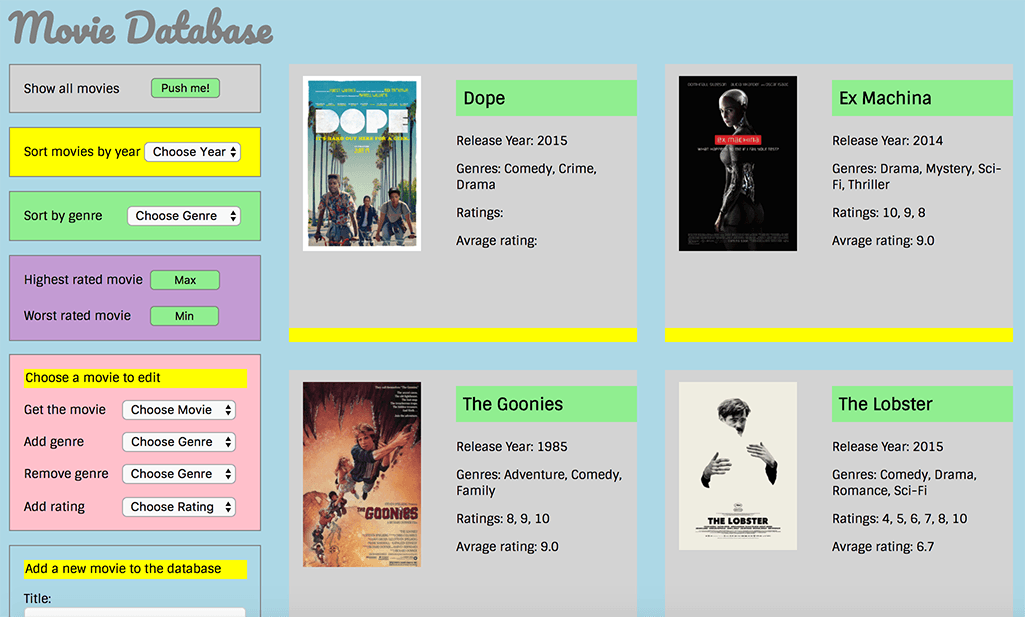 Movie Database
Show all movies
Push me!
Sort movies by year
Choose Year
Sort by genre
Choose Genre
Highest rated movie
Max
Worst rated movie
Min
Choose a movie to edit
Get the movie
Choose Movie
Add genre
Choose Genre
Remove genre
Choose Genre
Add rating
Choose Rating
Add a new movie to the database
Title:
DOPE
IT'S HARD OUT HERE FOR A GEEK.
Dope
Release Year: 2015
Genres: Comedy, Crime,
Drama
Ratings:
Avrage rating:
ex machina
Ex Machina
Release Year: 2014
Genres: Drama, Mystery, Sci-
Fi, Thriller
Ratings: 10, 9, 8
Avrage rating: 9.0
THE GOONIES
The Goonies
Release Year: 1985
Genres: Adventure, Comedy,
Family
Ratings: 8, 9, 10
Avrage rating: 9.0
THE LOBSTER
The Lobster
Release Year: 2015
Genres: Comedy, Drama,
Romance, Sci-Fi
Ratings: 4, 5, 6, 7, 8, 10
Avrage rating: 6.7